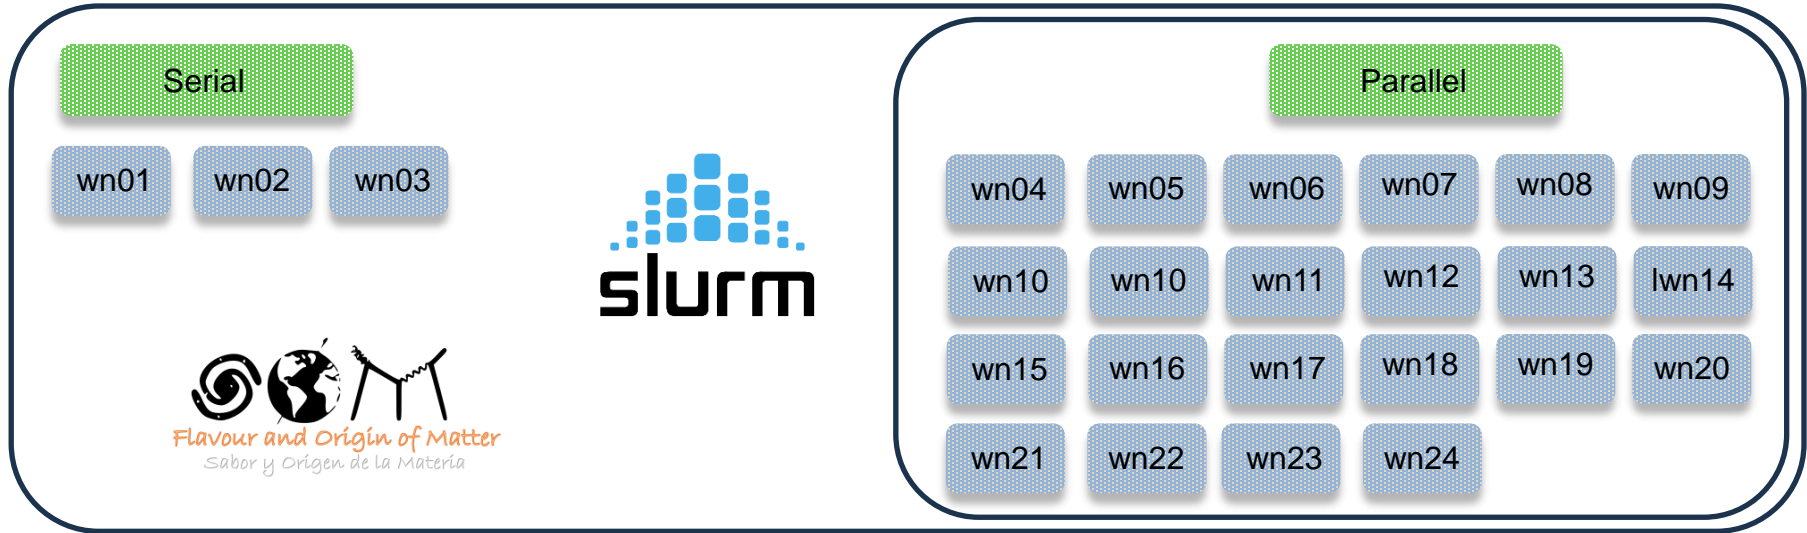 Serial
wn01 wn02 wn03
slurm
SOM
Flavour and Origin of Matter
Sabor y Origen de la Materia
Parallel
wn04 wn05 wn06 wn07 wn08 wn09
wn10 wn10 wn11 wn12 wn13 lwn14
wn15 wn16 wn17 wn18 wn19 wn20
wn21 wn22 wn23 wn24